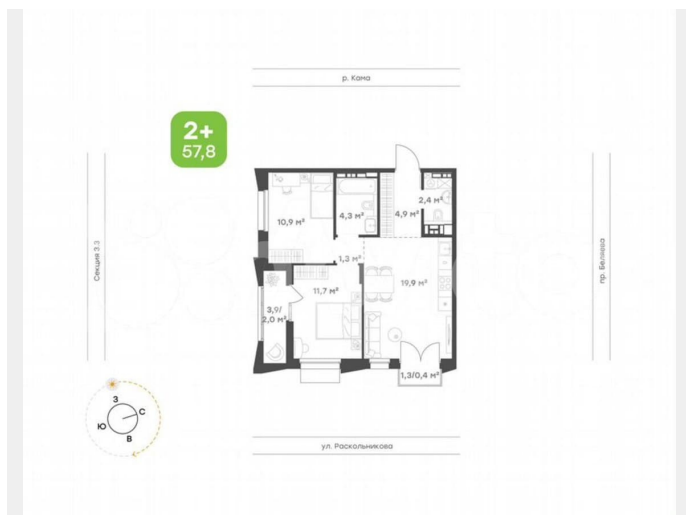 р. Кама
2+
57,8
2,4 м²
4,3 м²
4,9 м²
10,9 м²
1,3 м²
Секция 3.3
пр. Беляева
19,9 м²
11,7 м²
3,9/
2,0 м²
1,3/0,4 м²
З
С
Ю
В
ул. Раскольникова